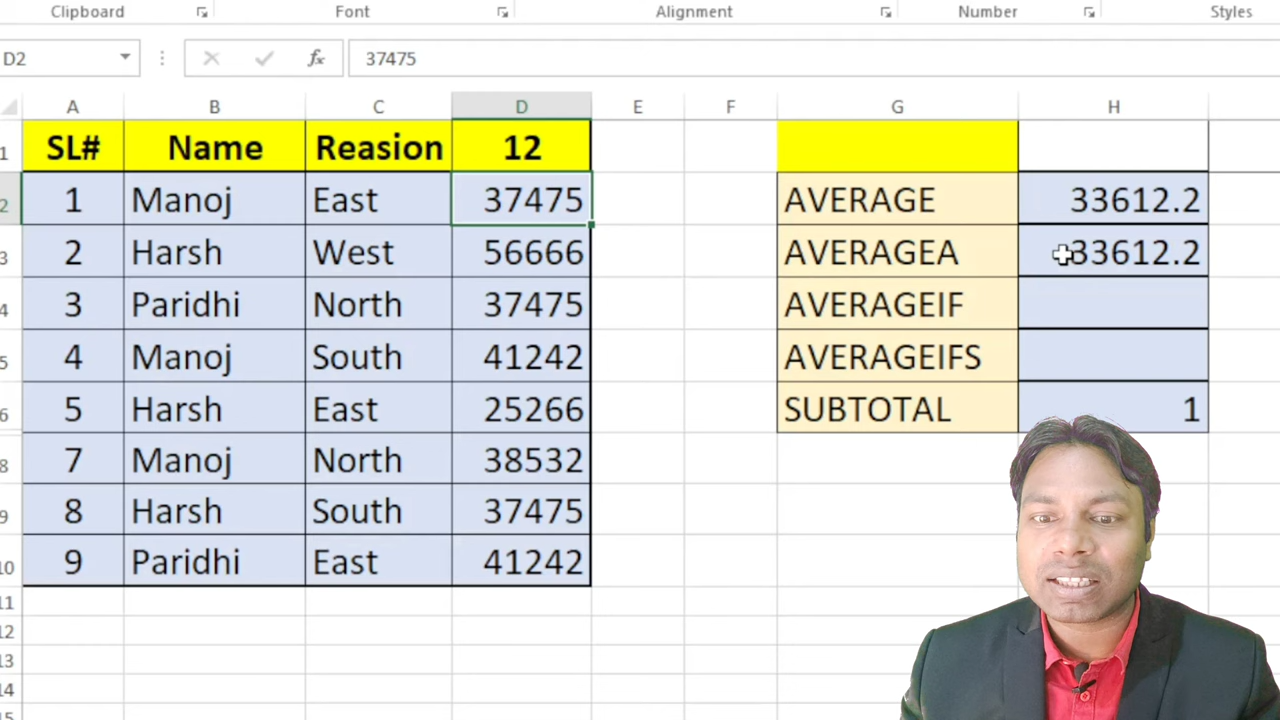 Clipboard Font Alignment Number Styles
D2 fx 37475
A B C D E F G H
1 SL# Name Reasion 12
2 1 Manoj East 37475 AVERAGE 33612.2
3 2 Harsh West 56666 AVERAGEA 33612.2
4 3 Paridhi North 37475 AVERAGEIF
5 4 Manoj South 41242 AVERAGEIFS
6 5 Harsh East 25266 SUBTOTAL 1
8 7 Manoj North 38532
9 8 Harsh South 37475
10 9 Paridhi East 41242
11
12
13
14
15